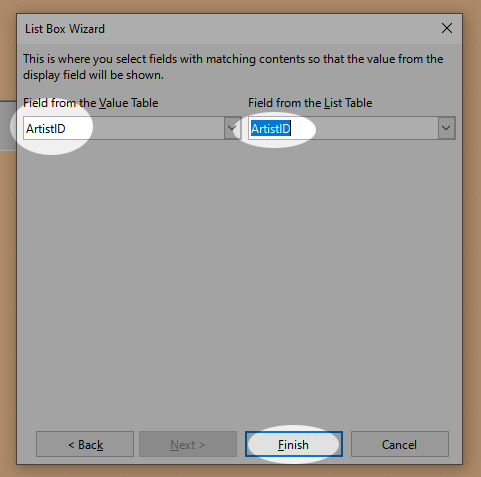 List Box Wizard
This is where you select fields with matching contents so that the value from the
display field will be shown.
Field from the Value Table
Field from the List Table
ArtistID
ArtistID
< Back
Next >
Finish
Cancel